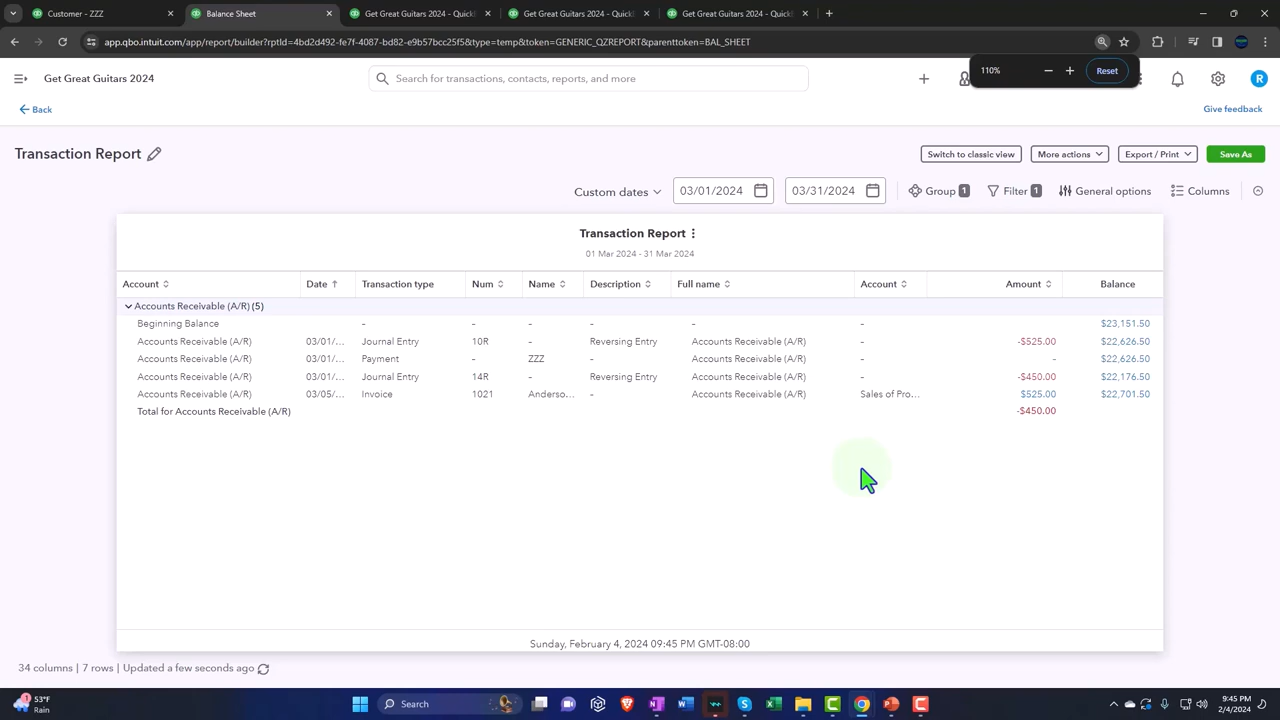 Customer - ZZZ
Balance Sheet
Get Great Guitars 2024 - Quick
Get Great Guitars 2024 - Quick
Get Great Guitars 2024 - Quick
app.qbo.intuit.com/app/report/builder?rptId=4bd2d492-fe7f-4087-bd82-e9b57bcc25f5&type=temp&token=GENERIC_QZREPORT&parenttoken=BAL_SHEET
110%
Reset
Get Great Guitars 2024
Search for transactions, contacts, reports, and more
R
Back
Give feedback
Transaction Report
Switch to classic view
More actions
Export / Print
Save As
Custom dates
03/01/2024
03/31/2024
Group 1
Filter 1
General options
Columns
Transaction Report
01 Mar 2024 - 31 Mar 2024
Account Date Transaction type Num Name Description Full name Account Amount Balance
Accounts Receivable (A/R) (5)
Beginning Balance – – – – – – $23,151.50
Accounts Receivable (A/R) 03/01/... Journal Entry 10R – Reversing Entry Accounts Receivable (A/R) – -$525.00 $22,626.50
Accounts Receivable (A/R) 03/01/... Payment – ZZZ – Accounts Receivable (A/R) – – $22,626.50
Accounts Receivable (A/R) 03/01/... Journal Entry 14R – Reversing Entry Accounts Receivable (A/R) – -$450.00 $22,176.50
Accounts Receivable (A/R) 03/05/... Invoice 1021 Anderso... – Accounts Receivable (A/R) Sales of Pro... $525.00 $22,701.50
Total for Accounts Receivable (A/R) -$450.00
Sunday, February 4, 2024 09:45 PM GMT-08:00
34 columns | 7 rows | Updated a few seconds ago
53°F
Rain
Search
9:45 PM
2/4/2024